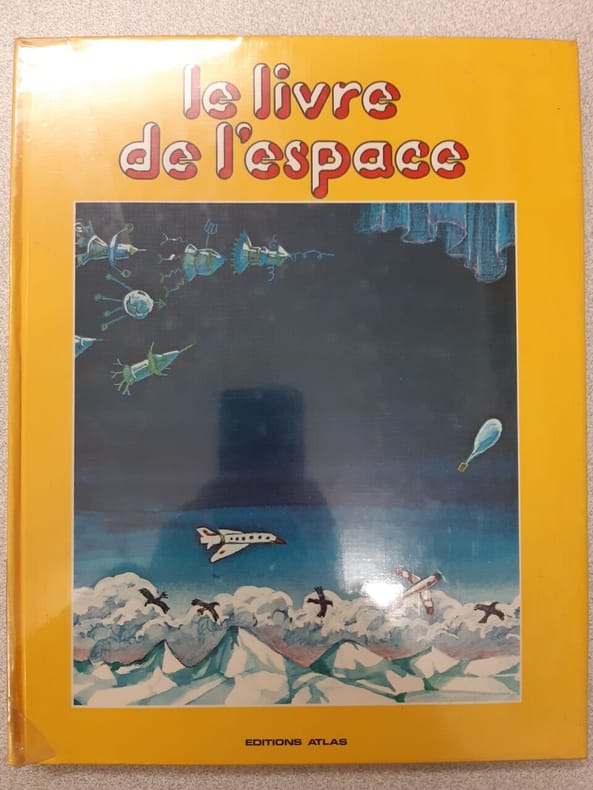 le livre
de l'espace
EDITIONS ATLAS